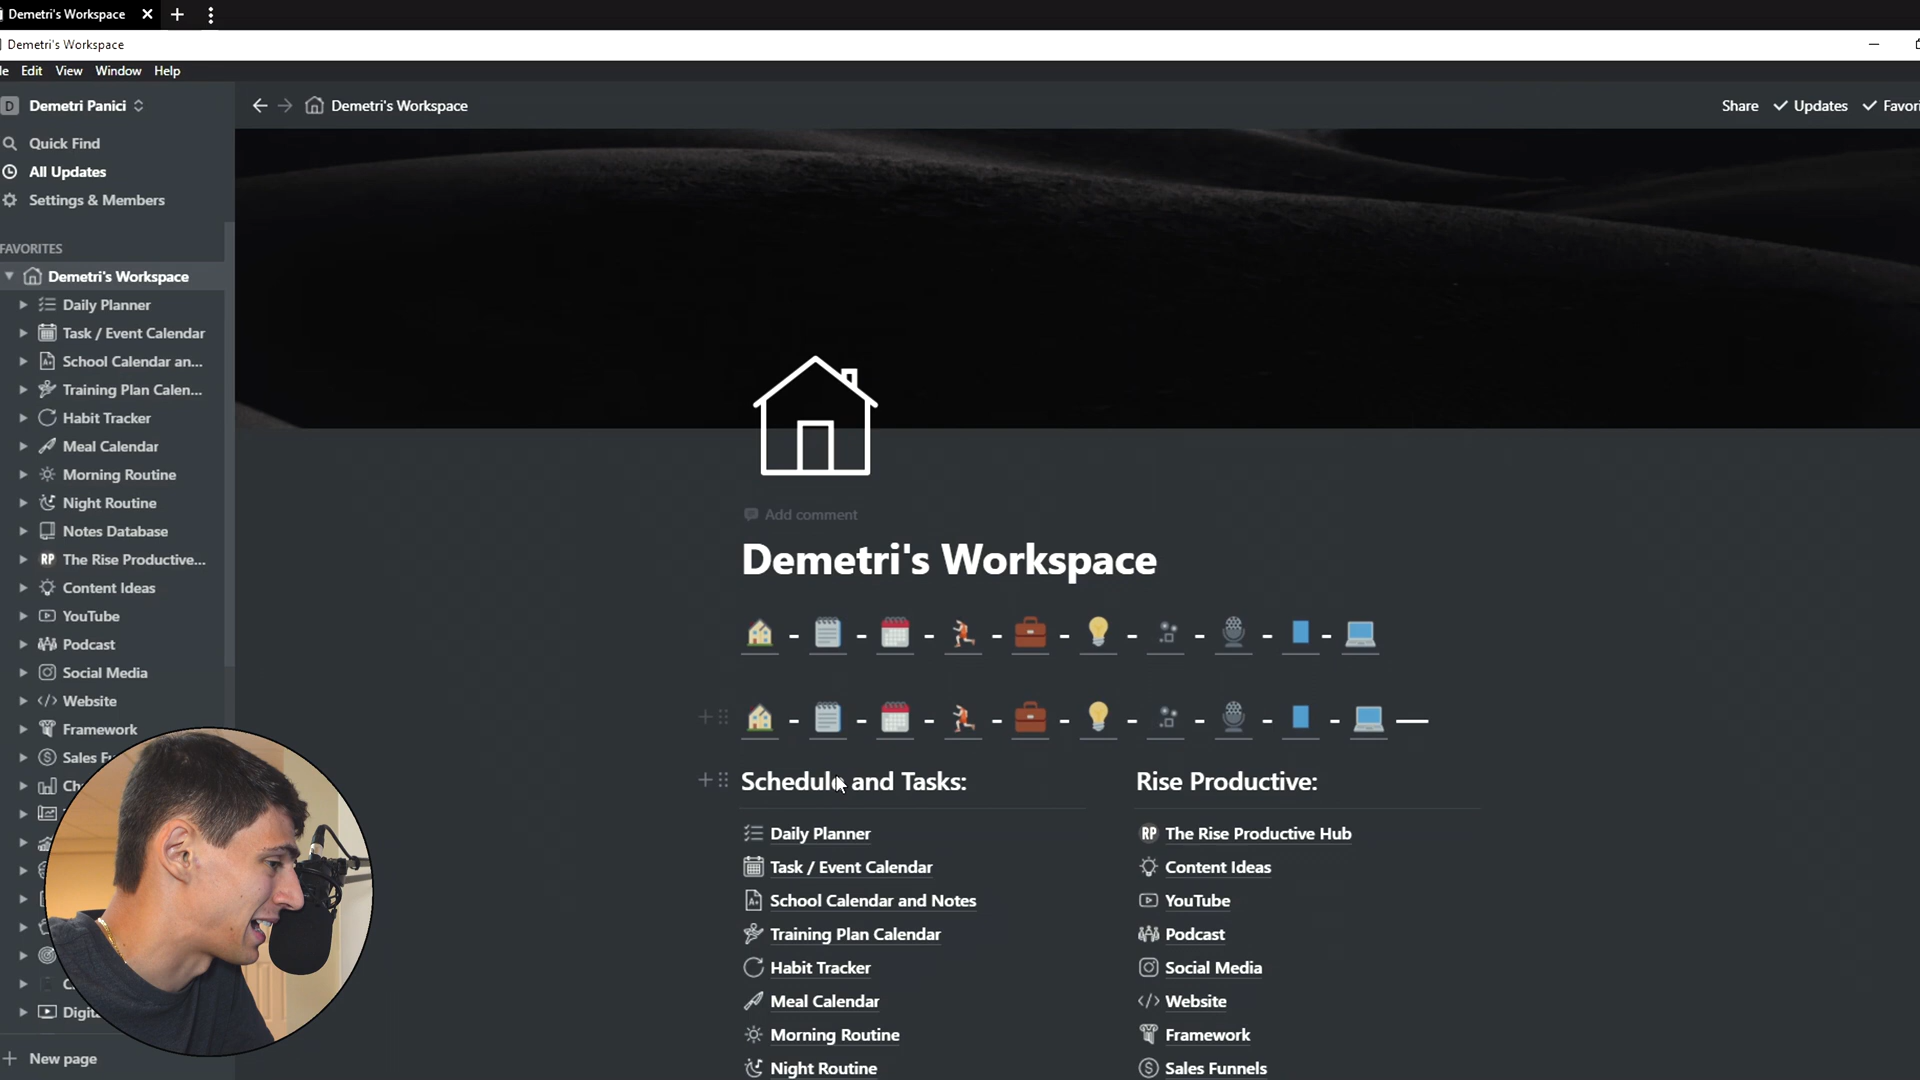 Demetri's Workspace
Demetri's Workspace
Edit View Window Help
D Demetri Panici
Demetri's Workspace
Share Updates
Quick Find
All Updates
Settings & Members
FAVORITES
Demetri's Workspace
Daily Planner
Task / Event Calendar
School Calendar an...
Training Plan Calen...
Habit Tracker
Meal Calendar
Morning Routine
Night Routine
Notes Database
RP The Rise Productive...
Content Ideas
YouTube
Podcast
Social Media
Website
Framework
New page
Add comment
Demetri's Workspace
Schedule and Tasks:
Daily Planner
Task / Event Calendar
School Calendar and Notes
Training Plan Calendar
Habit Tracker
Meal Calendar
Morning Routine
Night Routine
Rise Productive:
RP The Rise Productive Hub
Content Ideas
YouTube
Podcast
Social Media
Website
Framework
Sales Funnels